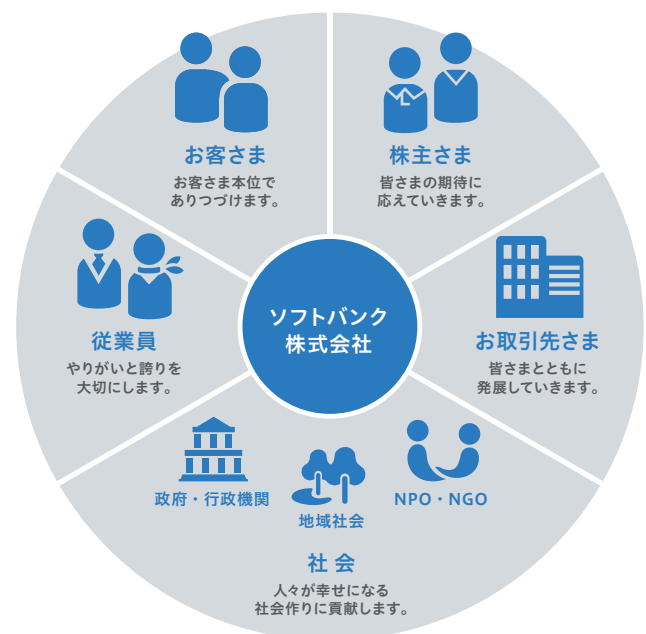 お客さま
お客さま本位で
ありつづけます。
株主さま
皆さまの期待に
応えていきます。
従業員
やりがいと誇りを
大切にします。
ソフトバンク
株式会社
お取引先さま
皆さまとともに
発展していきます。
政府・行政機関
地域社会
NPO・NGO
社会
人々が幸せになる
社会作りに貢献します。